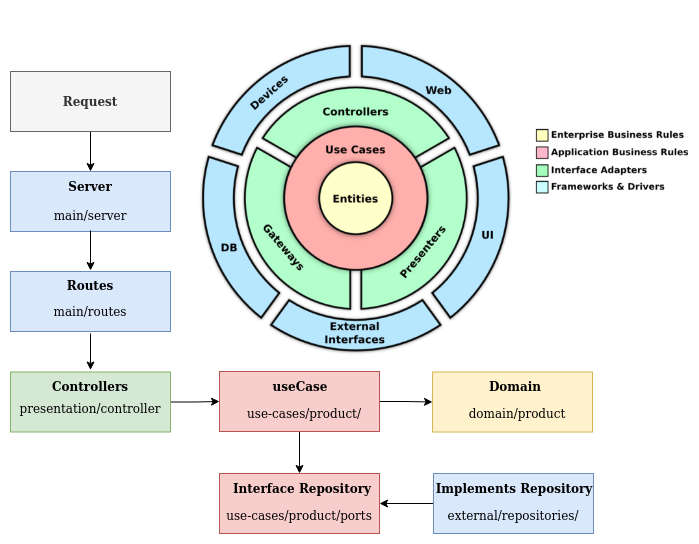 Request
Server
main/server
Routes
main/routes
Controllers
presentation/controller
useCase
use-cases/product/
Domain
domain/product
Interface Repository
use-cases/product/ports
Implements Repository
external/repositories/
Devices
Web
Controllers
Use Cases
Entities
DB
Gateways
Presenters
UI
External
Interfaces
Enterprise Business Rules
Application Business Rules
Interface Adapters
Frameworks & Drivers